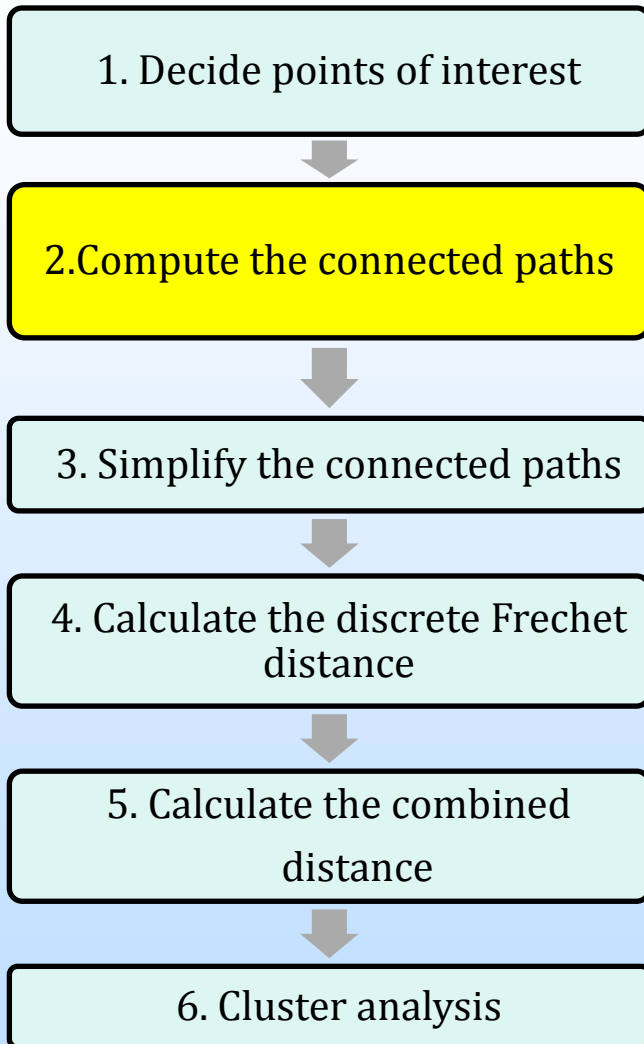 1. Decide points of interest
2.Compute the connected paths
3. Simplify the connected paths
4. Calculate the discrete Frechet
distance
5. Calculate the combined
distance
6. Cluster analysis